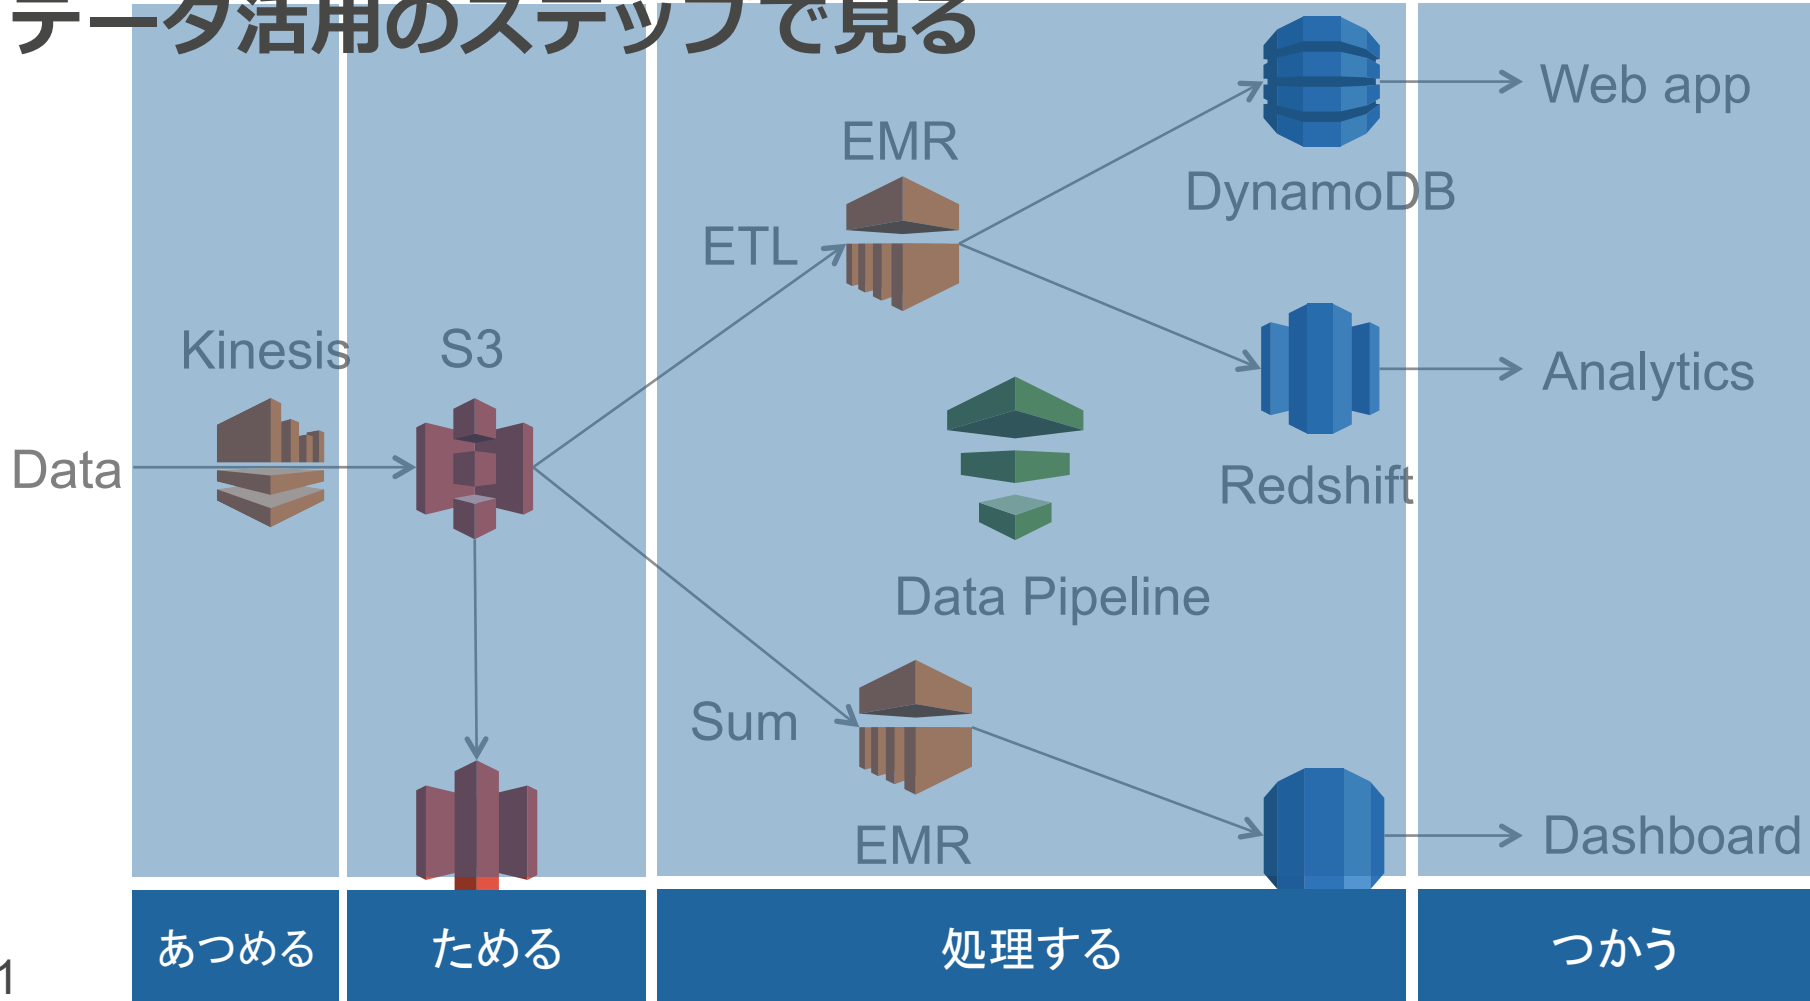 データ活用のステップで見る
Web app
EMR
DynamoDB
ETL
Kinesis
S3
Analytics
Data
Redshift
Data Pipeline
Sum
EMR
Dashboard
あつめる
ためる
処理する
つかう
1